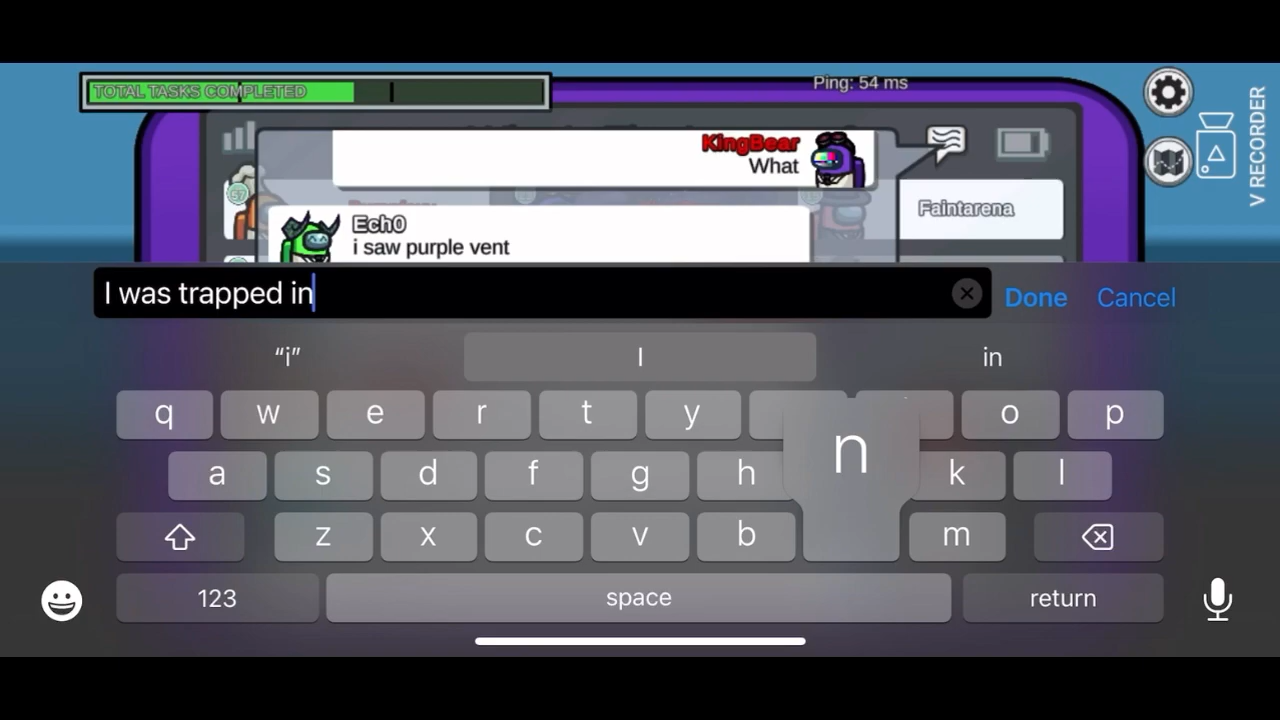 TOTAL TASKS COMPLETED
Ping: 54 ms
KingBear
What
Faintarena
Ech0
i saw purple vent
V RECORDER
I was trapped in
Done
Cancel
“i”
I
in
q w e r t y o p
a s d f g h n k l
z x c v b m
123
space
return